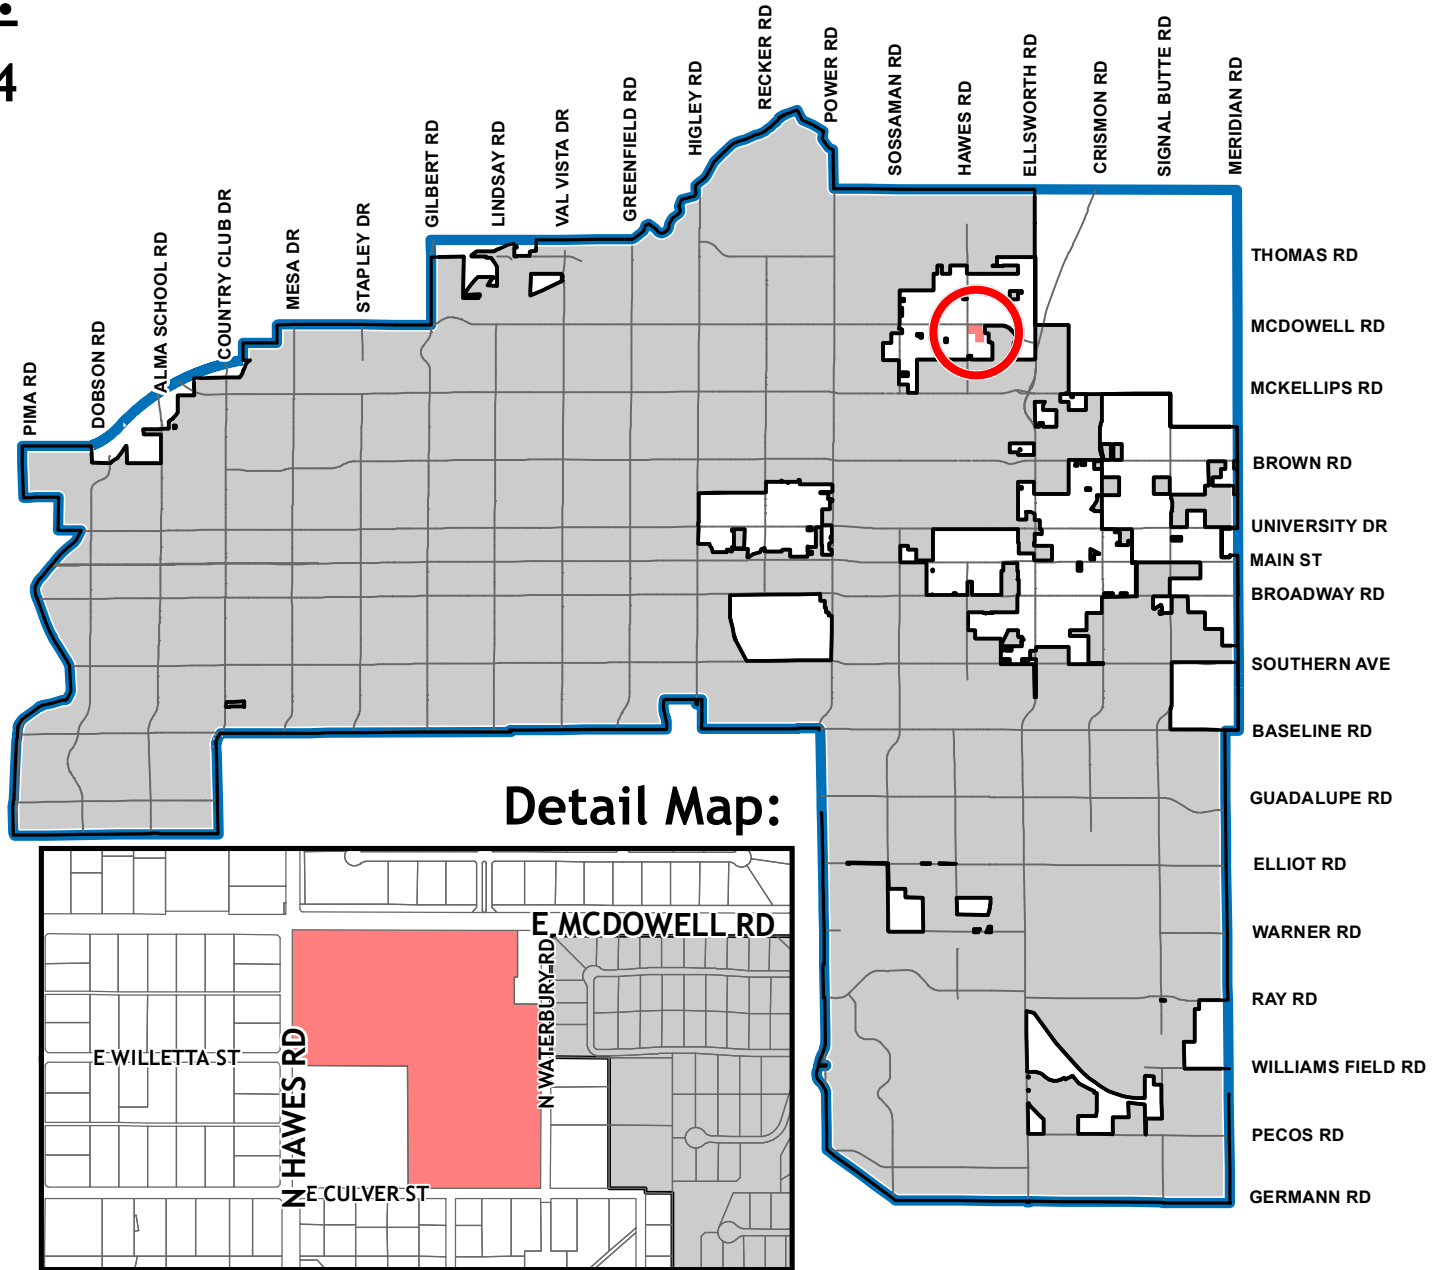 4
PIMA RD
DOBSON RD
ALMA SCHOOL RD
COUNTRY CLUB DR
MESA DR
STAPLEY DR
GILBERT RD
LINDSAY RD
VAL VISTA DR
GREENFIELD RD
HIGLEY RD
RECKER RD
POWER RD
SOSSAMAN RD
HAWES RD
ELLSWORTH RD
CRISMON RD
SIGNAL BUTTE RD
MERIDIAN RD
THOMAS RD
MCDOWELL RD
MCKELLIPS RD
BROWN RD
UNIVERSITY DR
MAIN ST
BROADWAY RD
SOUTHERN AVE
BASELINE RD
GUADALUPE RD
ELLIOT RD
WARNER RD
RAY RD
WILLIAMS FIELD RD
PECOS RD
GERMANN RD
Detail Map:
E MCDOWELL RD
N WATERBURY RD
E WILLETTA ST
N HAWES RD
E CULVER ST